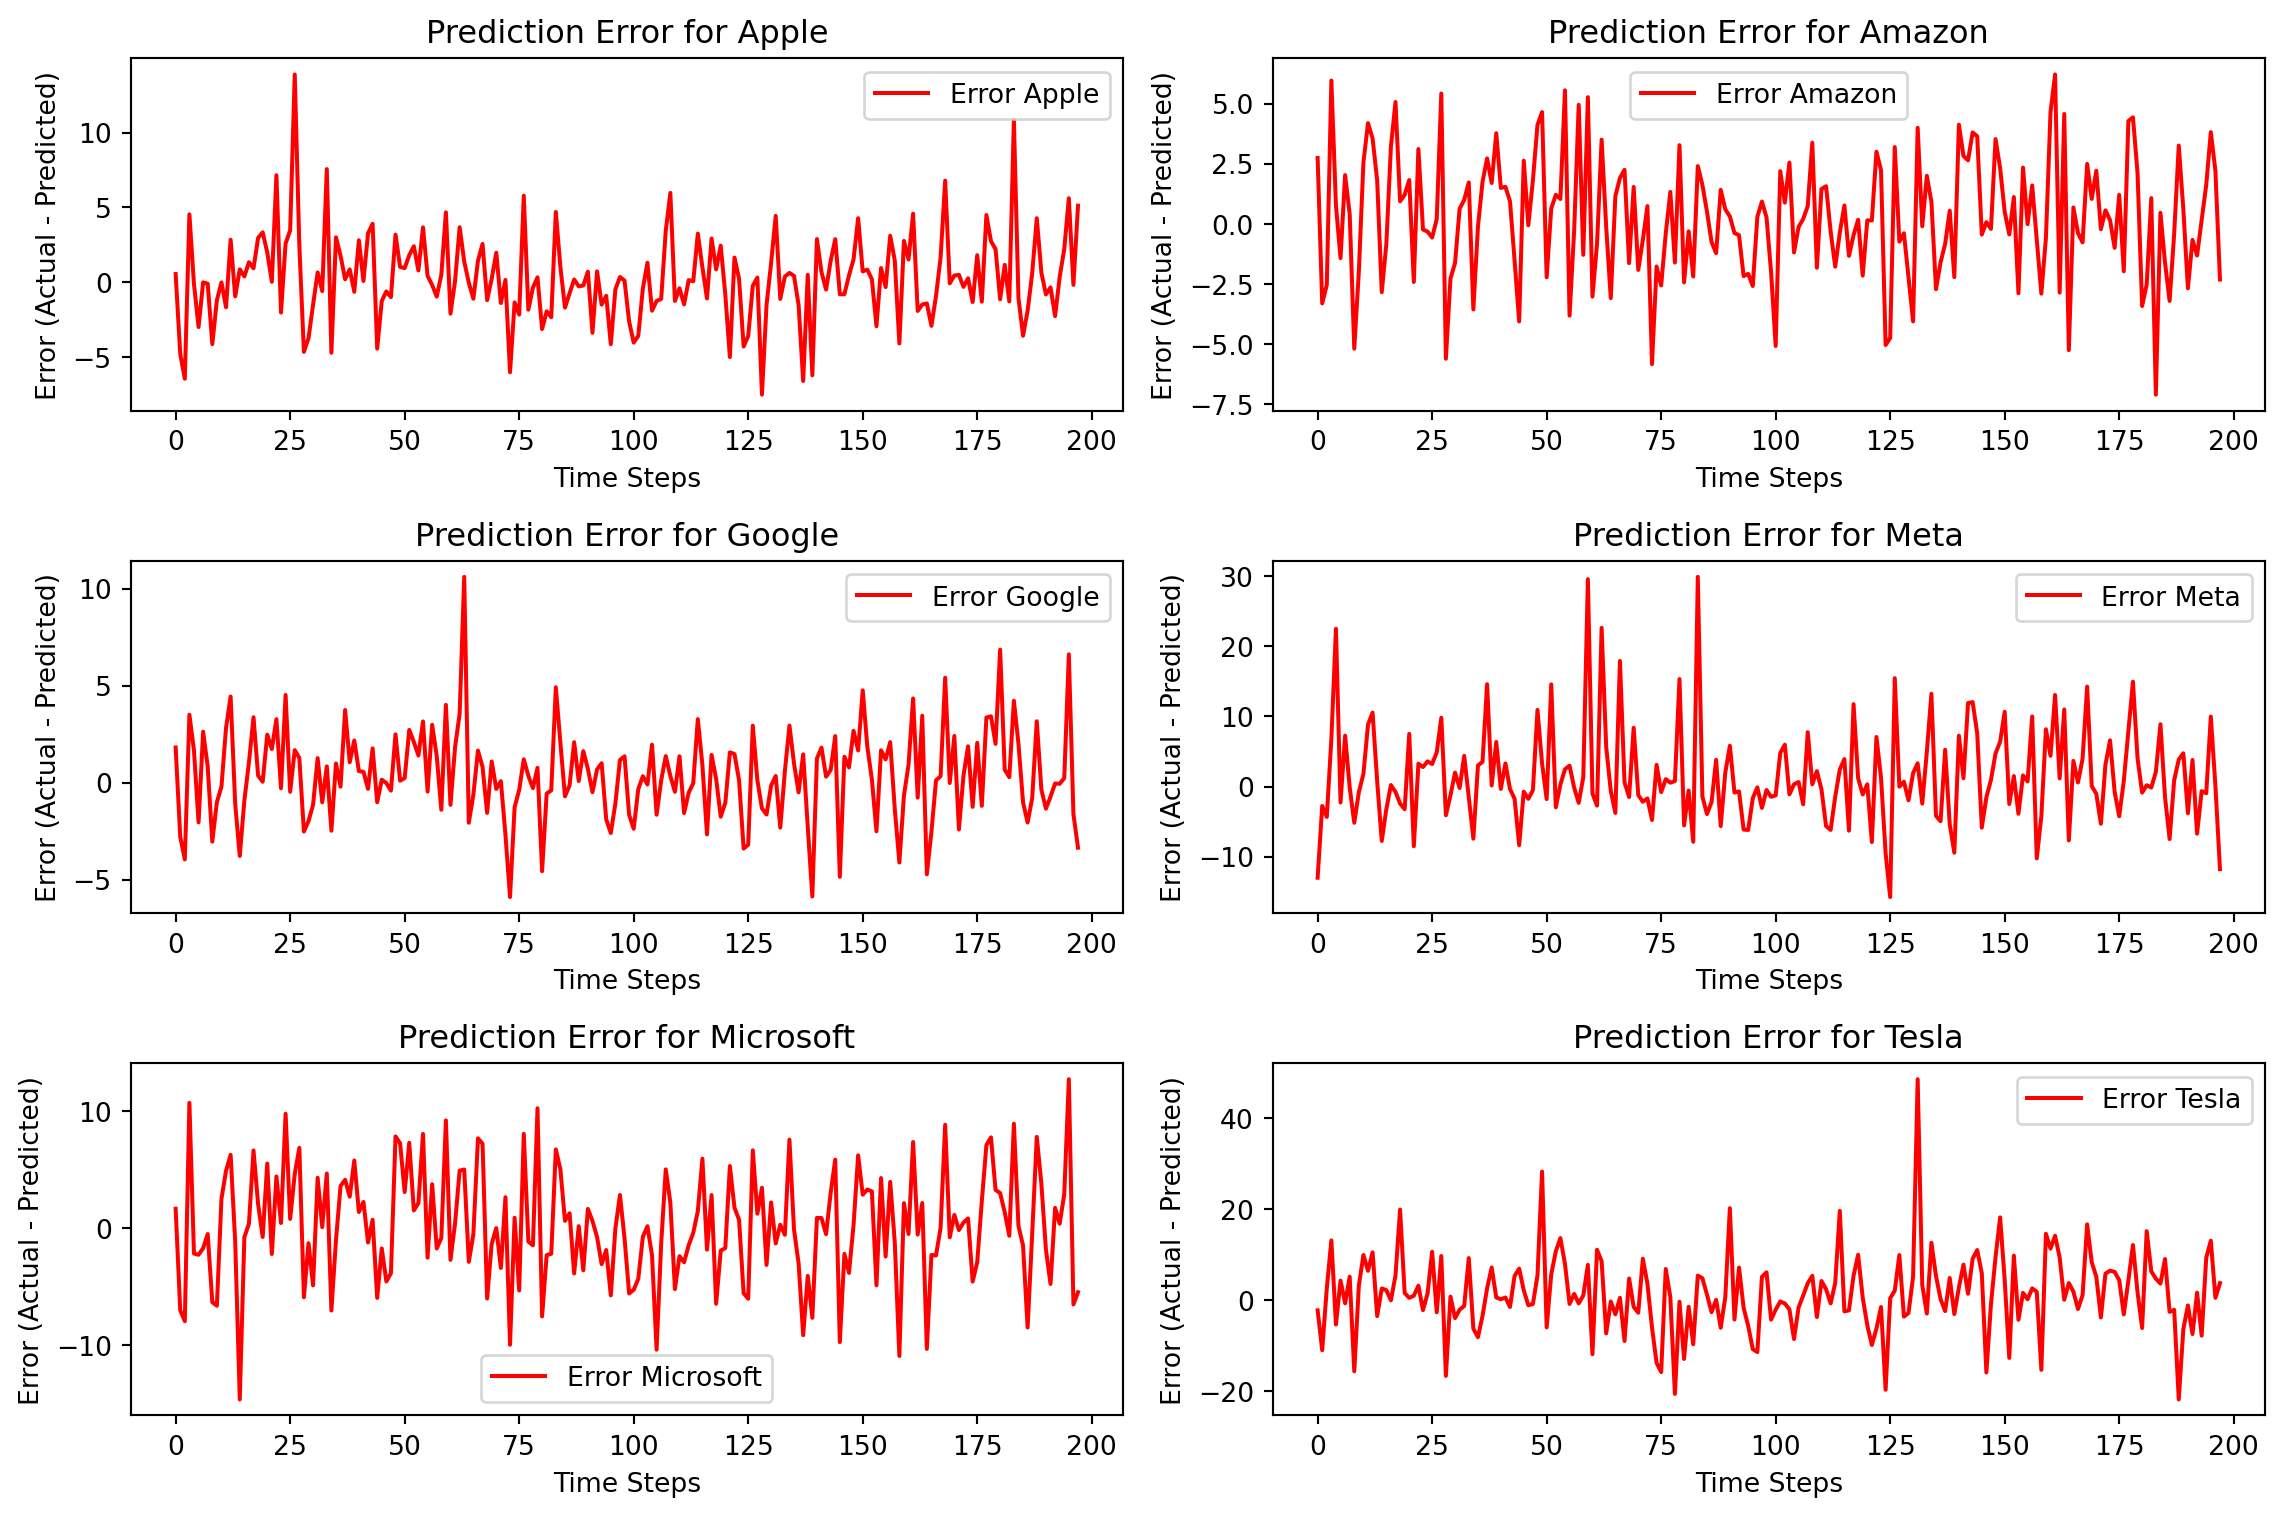 Prediction Error for Apple
Error (Actual - Predicted)
10
5
0
−5
Error Apple
0 25 50 75 100 125 150 175 200
Time Steps
Prediction Error for Amazon
Error (Actual - Predicted)
5.0
2.5
0.0
−2.5
−5.0
−7.5
Error Amazon
0 25 50 75 100 125 150 175 200
Time Steps
Prediction Error for Google
Error (Actual - Predicted)
10
5
0
−5
Error Google
0 25 50 75 100 125 150 175 200
Time Steps
Prediction Error for Meta
Error (Actual - Predicted)
30
20
10
0
−10
Error Meta
0 25 50 75 100 125 150 175 200
Time Steps
Prediction Error for Microsoft
Error (Actual - Predicted)
10
0
−10
Error Microsoft
0 25 50 75 100 125 150 175 200
Time Steps
Prediction Error for Tesla
Error (Actual - Predicted)
40
20
0
−20
Error Tesla
0 25 50 75 100 125 150 175 200
Time Steps